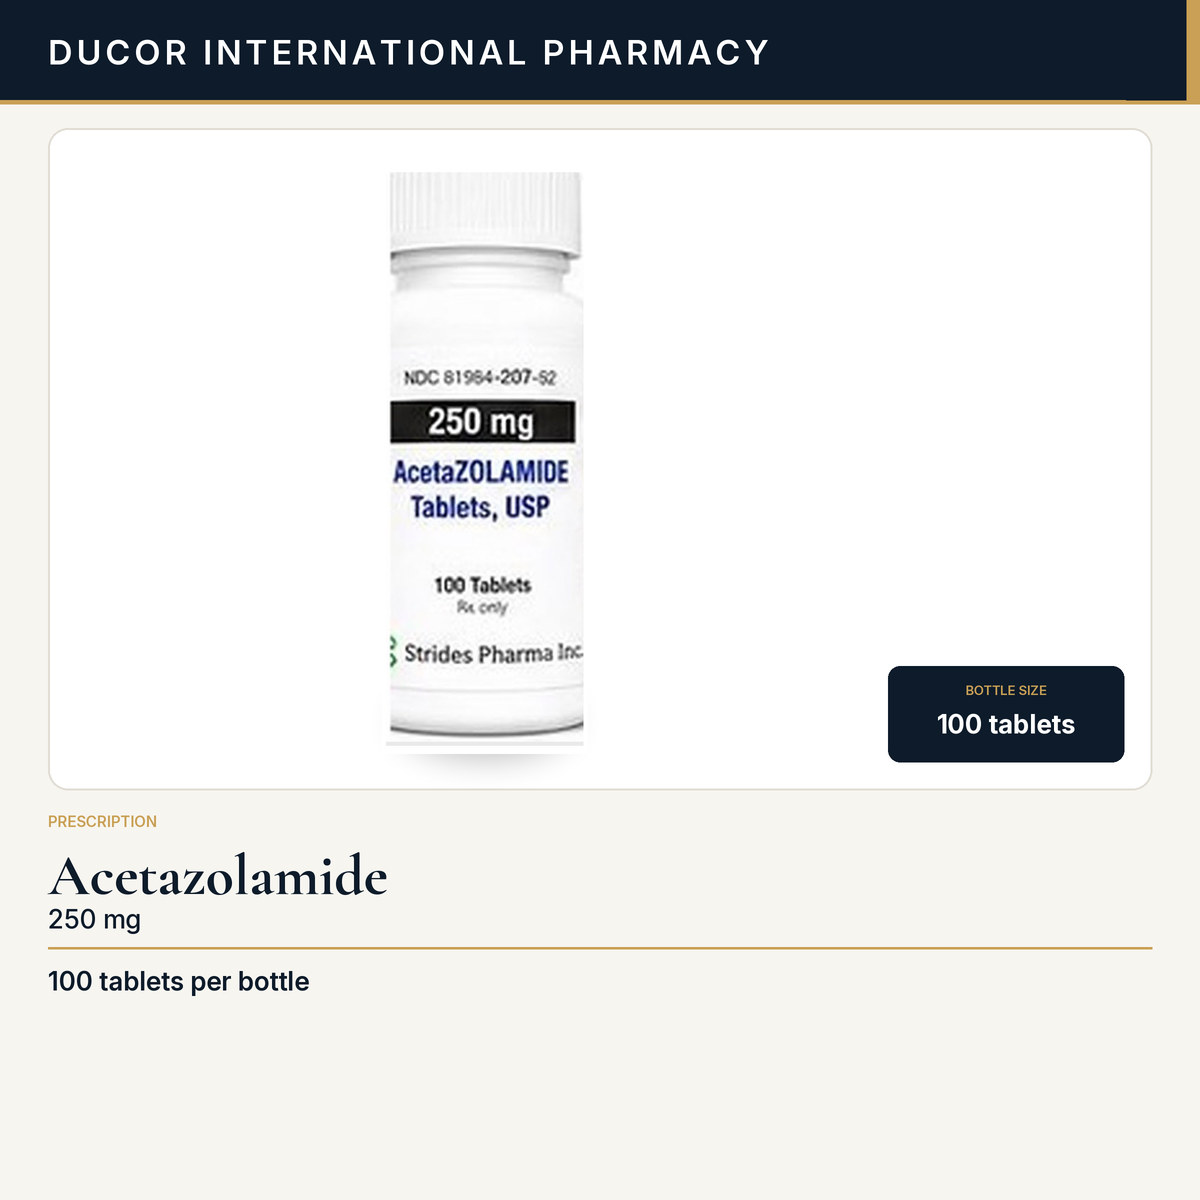 DUCOR INTERNATIONAL PHARMACY
NDC 81964-207-52
250 mg
AcetaZOLAMIDE
Tablets, USP
100 Tablets
Rx only
Strides Pharma Inc.
BOTTLE SIZE
100 tablets
PRESCRIPTION
Acetazolamide
250 mg
100 tablets per bottle